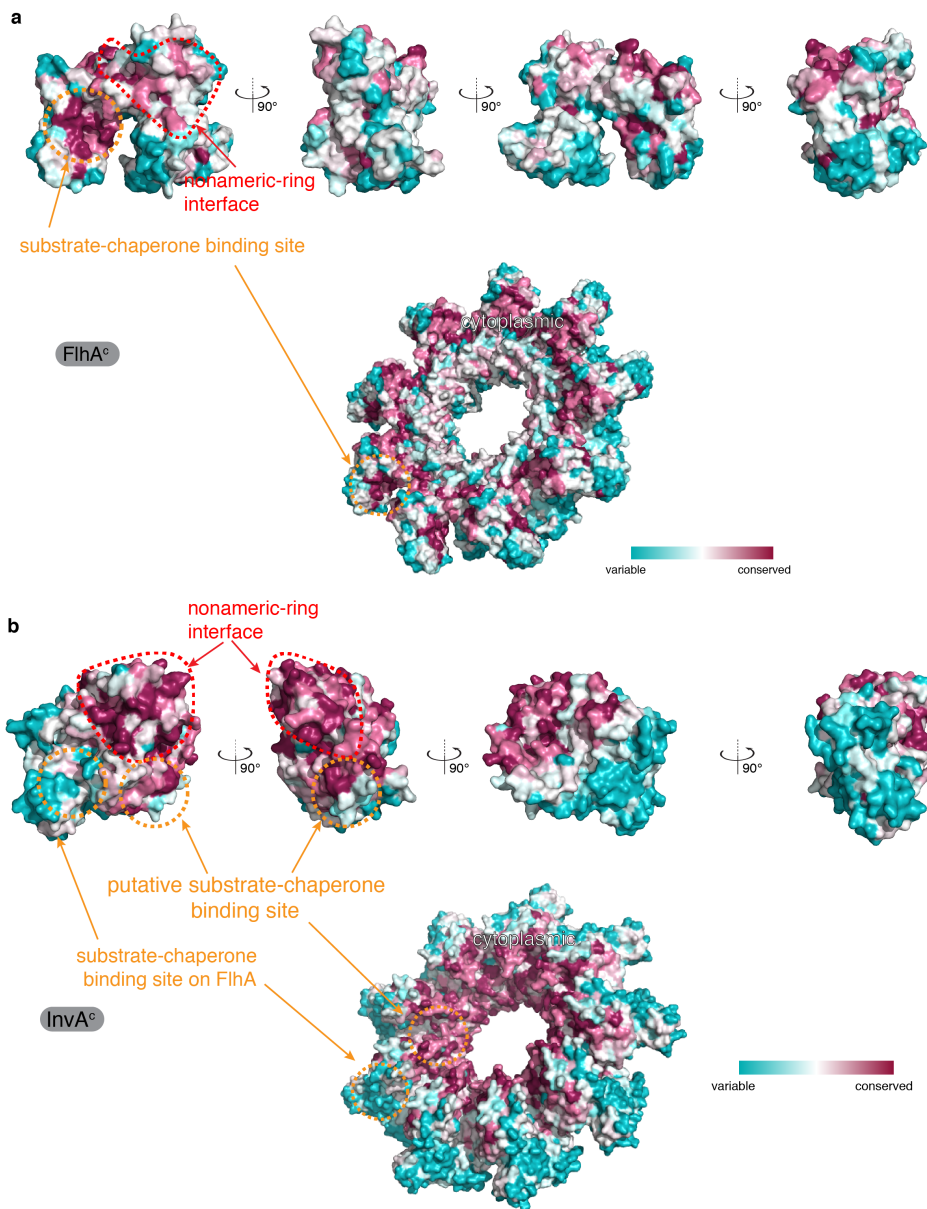 a
90°
90°
90°
nonameric-ring
interface
substrate-chaperone binding site
cytoplasmic
FlhAᶜ
variable
conserved
b
nonameric-ring
interface
90°
90°
90°
putative substrate-chaperone
binding site
cytoplasmic
substrate-chaperone
binding site on FlhA
InvAᶜ
variable
conserved